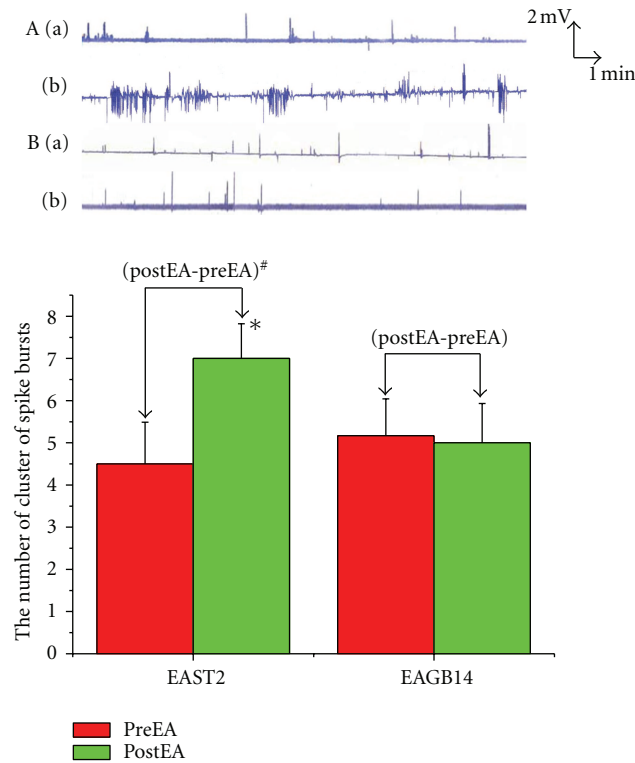 A (a)
2 mV
1 min
(b)
B (a)
(b)
(postEA-preEA)#
*
(postEA-preEA)
8
7
6
5
4
3
2
1
0
The number of cluster of spike bursts
EAST2
EAGB14
PreEA
PostEA